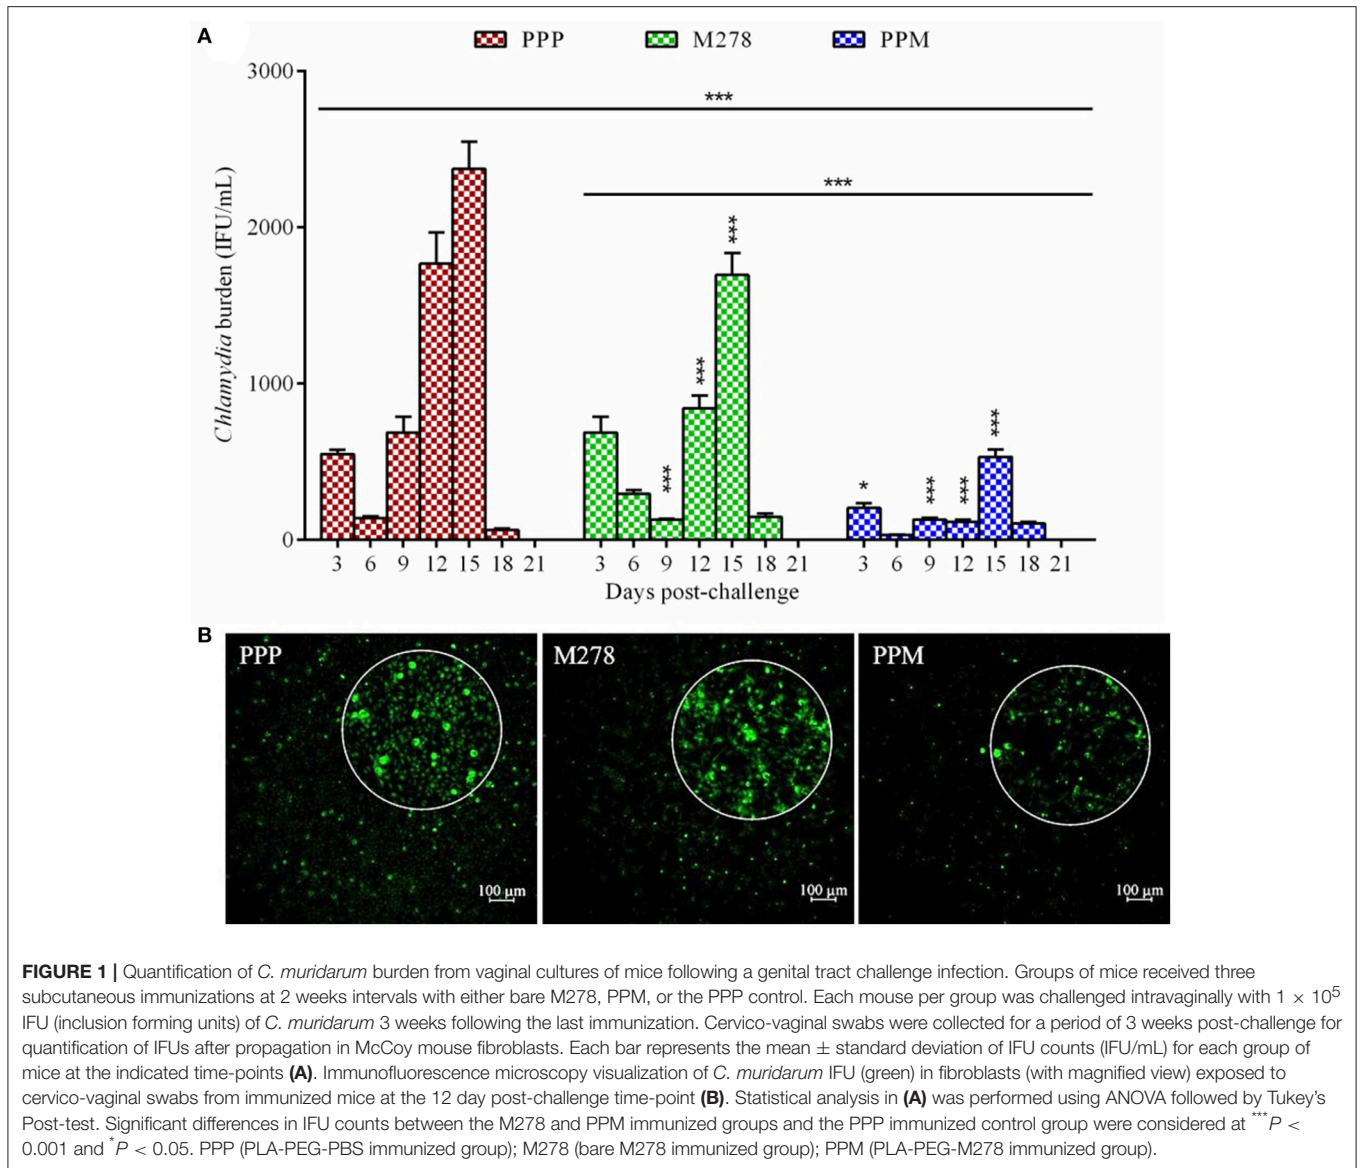 A
PPP M278 PPM
3000
2000
1000
0
Chlamydia burden (IFU/mL)
***
***
*** *** ***
* *** *** ***
3 6 9 12 15 18 21 3 6 9 12 15 18 21 3 6 9 12 15 18 21
Days post-challenge
B
PPP M278 PPM
100 μm 100 μm 100 μm
FIGURE 1 | Quantification of C. muridarum burden from vaginal cultures of mice following a genital tract challenge infection. Groups of mice received three
subcutaneous immunizations at 2 weeks intervals with either bare M278, PPM, or the PPP control. Each mouse per group was challenged intravaginally with 1 × 10⁵
IFU (inclusion forming units) of C. muridarum 3 weeks following the last immunization. Cervico-vaginal swabs were collected for a period of 3 weeks post-challenge for
quantification of IFUs after propagation in McCoy mouse fibroblasts. Each bar represents the mean ± standard deviation of IFU counts (IFU/mL) for each group of
mice at the indicated time-points (A). Immunofluorescence microscopy visualization of C. muridarum IFU (green) in fibroblasts (with magnified view) exposed to
cervico-vaginal swabs from immunized mice at the 12 day post-challenge time-point (B). Statistical analysis in (A) was performed using ANOVA followed by Tukey's
Post-test. Significant differences in IFU counts between the M278 and PPM immunized groups and the PPP immunized control group were considered at ***P <
0.001 and *P < 0.05. PPP (PLA-PEG-PBS immunized group); M278 (bare M278 immunized group); PPM (PLA-PEG-M278 immunized group).